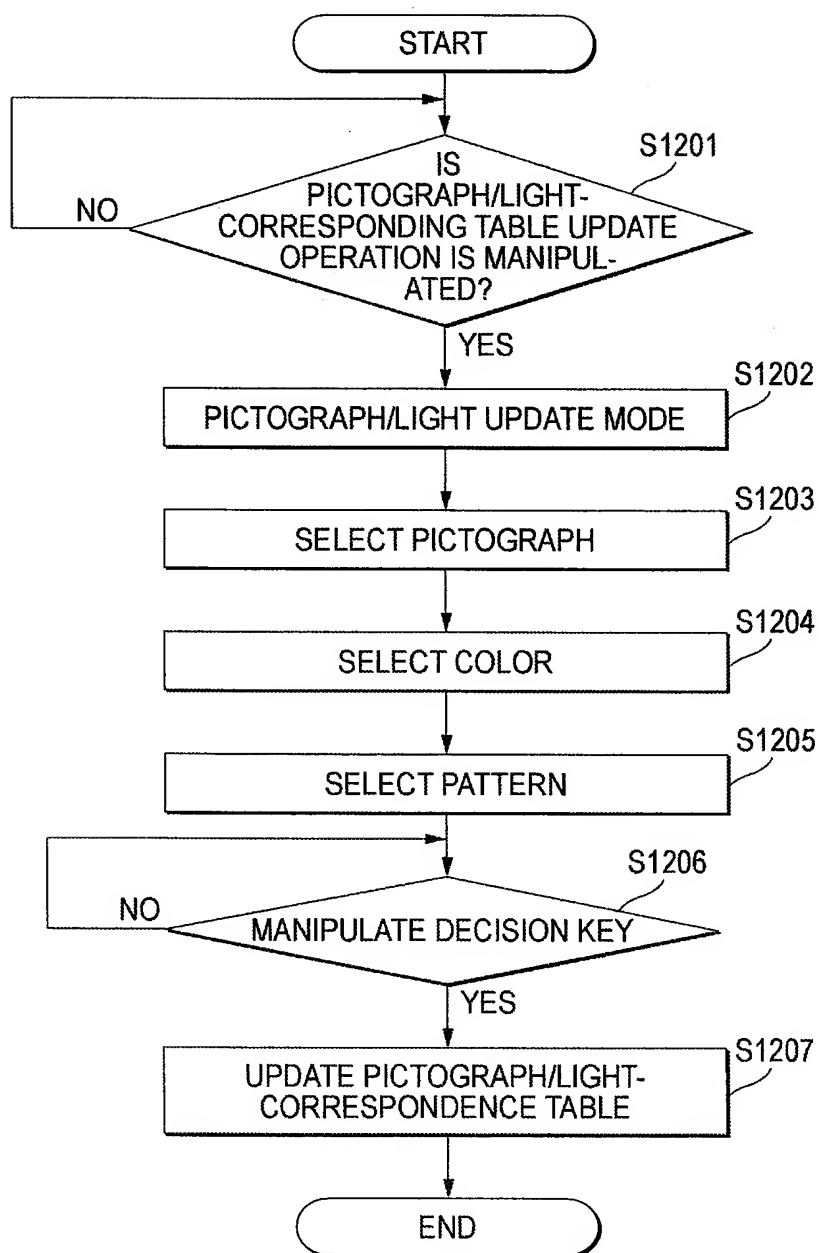 START
S1201
IS
PICTOGRAPH/LIGHT-
CORRESPONDING TABLE UPDATE
OPERATION IS MANIPUL-
ATED?
NO
YES
S1202
PICTOGRAPH/LIGHT UPDATE MODE
S1203
SELECT PICTOGRAPH
S1204
SELECT COLOR
S1205
SELECT PATTERN
S1206
NO
MANIPULATE DECISION KEY
YES
S1207
UPDATE PICTOGRAPH/LIGHT-
CORRESPONDENCE TABLE
END